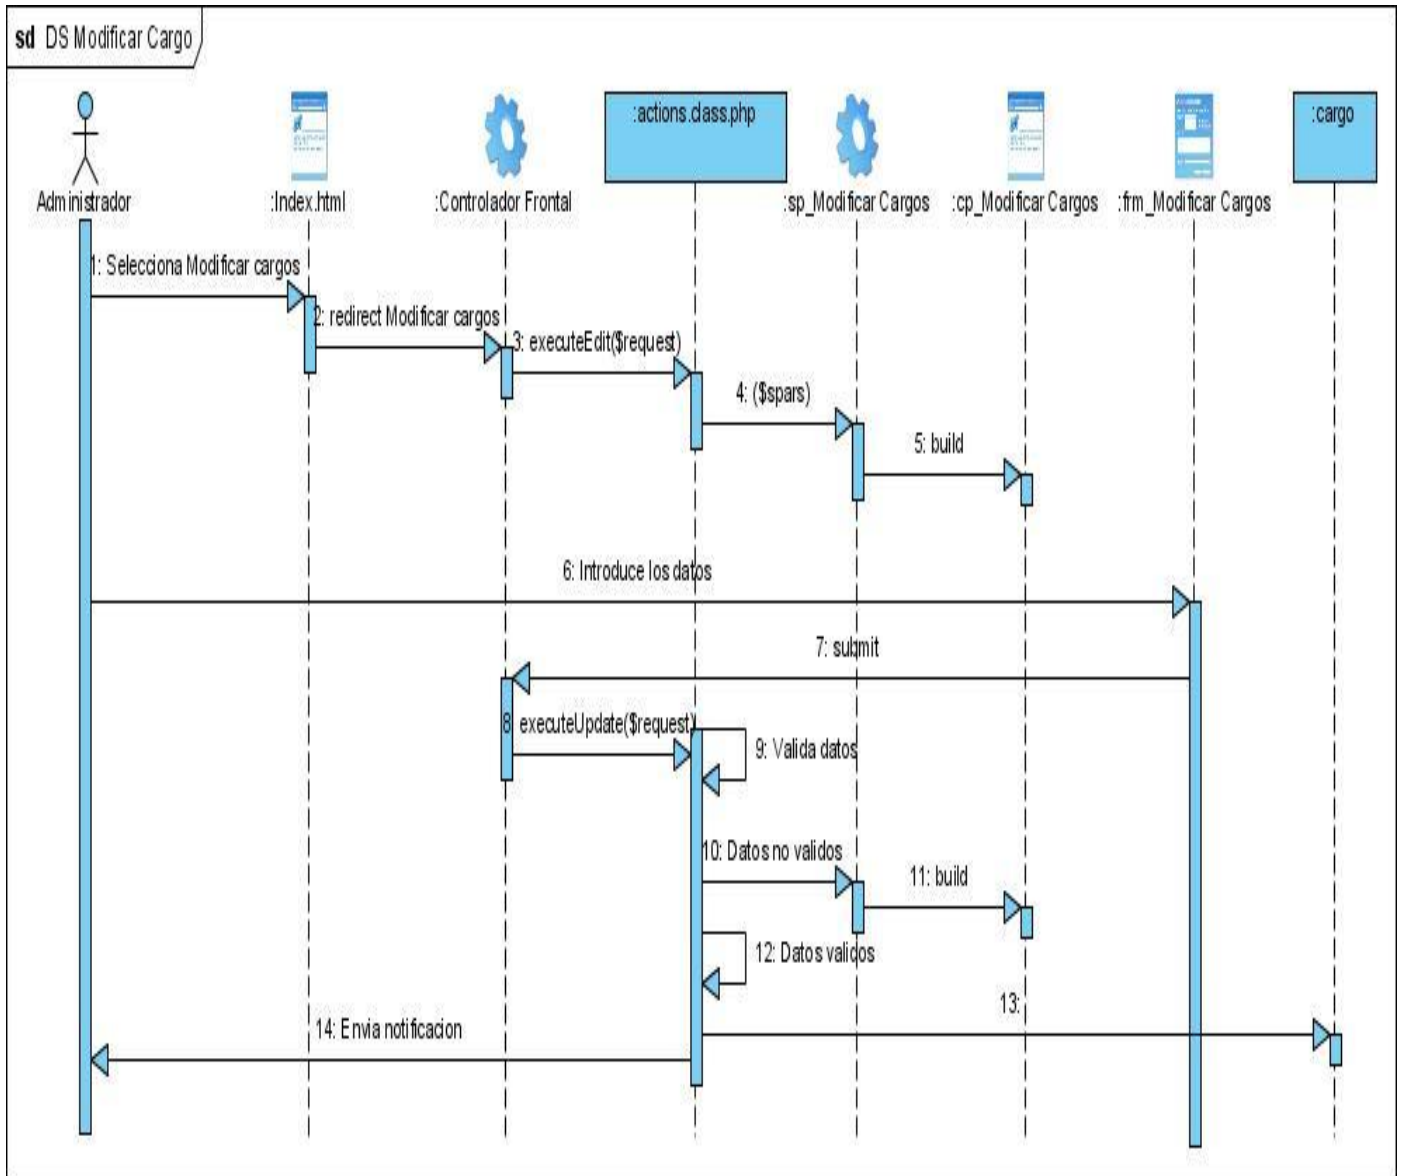 sd DS Modificar Cargo
:actions.class.php
:cargo
Administrador
:Index.html
:Controlador Frontal
:sp_Modificar Cargos
:cp_Modificar Cargos
:frm_Modificar Cargos
1: Selecciona Modificar cargos
2: redirect Modificar cargos
3: executeEdit($request)
4: ($spars)
5: build
6: Introduce los datos
7: submit
8: executeUpdate($request)
9: Valida datos
10: Datos no validos
11: build
12: Datos validos
13:
14: Envia notificacion